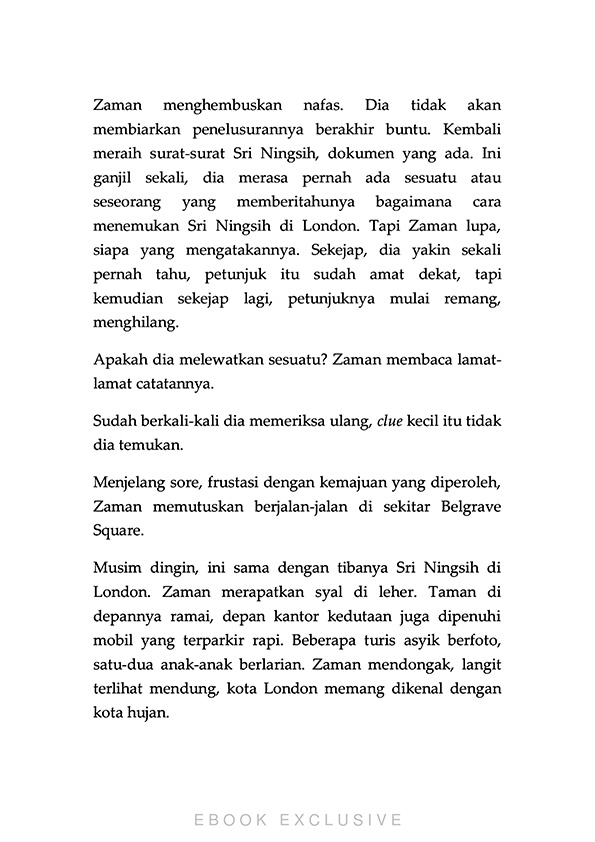 Zaman menghembuskan nafas. Dia tidak akan
membiarkan penelusurannya berakhir buntu. Kembali
meraih surat-surat Sri Ningsih, dokumen yang ada. Ini
ganjil sekali, dia merasa pernah ada sesuatu atau
seseorang yang memberitahunya bagaimana cara
menemukan Sri Ningsih di London. Tapi Zaman lupa,
siapa yang mengatakannya. Sekejap, dia yakin sekali
pernah tahu, petunjuk itu sudah amat dekat, tapi
kemudian sekejap lagi, petunjuknya mulai remang,
menghilang.
Apakah dia melewatkan sesuatu? Zaman membaca lamat-
lamat catatannya.
Sudah berkali-kali dia memeriksa ulang, clue kecil itu tidak
dia temukan.
Menjelang sore, frustasi dengan kemajuan yang diperoleh,
Zaman memutuskan berjalan-jalan di sekitar Belgrave
Square.
Musim dingin, ini sama dengan tibanya Sri Ningsih di
London. Zaman merapatkan syal di leher. Taman di
depannya ramai, depan kantor kedutaan juga dipenuhi
mobil yang terparkir rapi. Beberapa turis asyik berfoto,
satu-dua anak-anak berlarian. Zaman mendongak, langit
terlihat mendung, kota London memang dikenal dengan
kota hujan.
EBOOK EXCLUSIVE